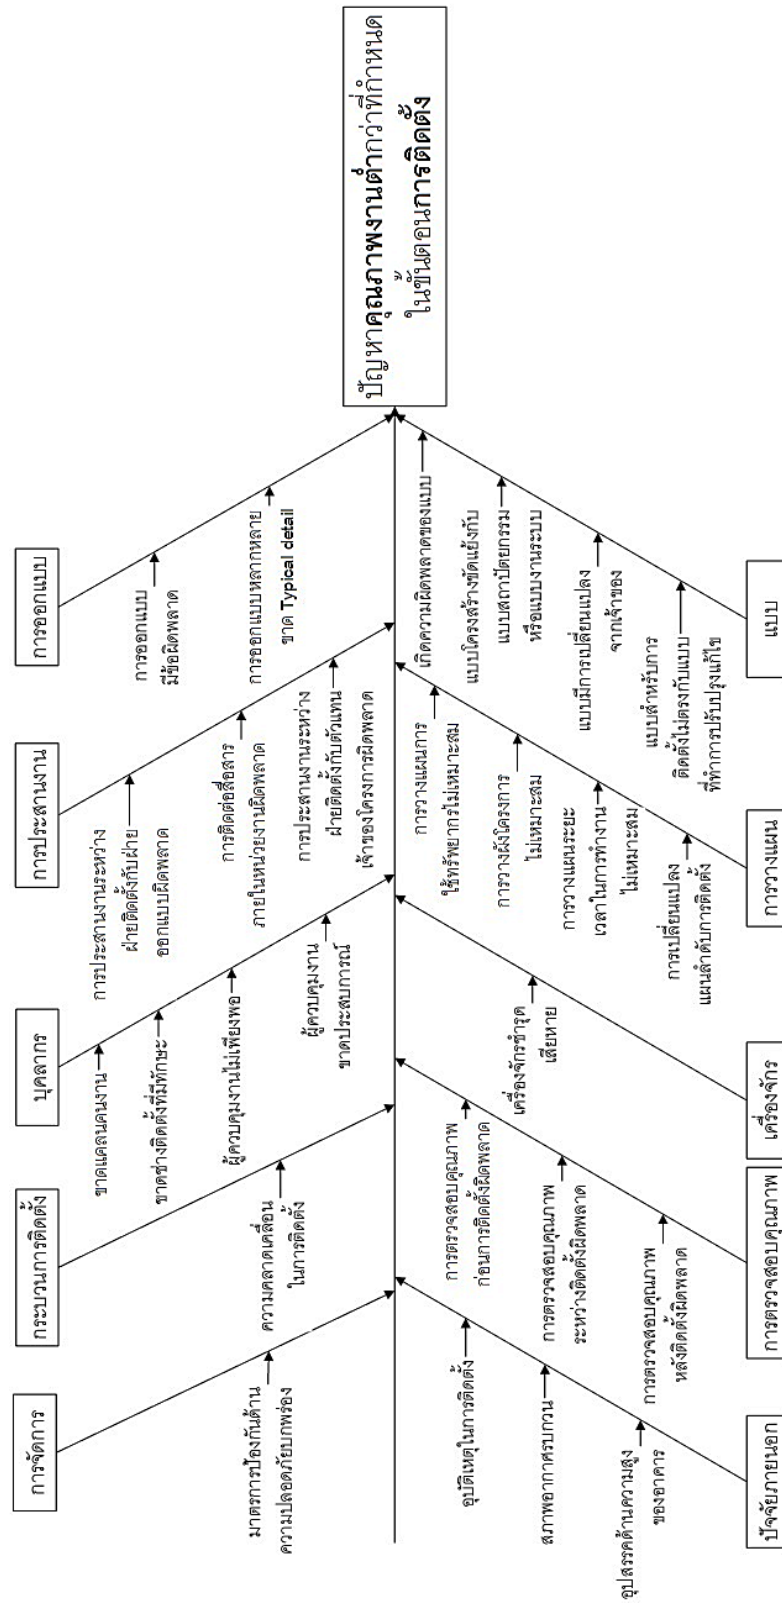 ปัญหาคุณภาพงานต่ำกว่าที่กำหนด
ในขั้นตอนการติดตั้ง
การจัดการ
มาตรการป้องกันด้าน
ความปลอดภัยบกพร่อง
กระบวนการติดตั้ง
ความคลาดเคลื่อน
ในการติดตั้ง
บุคลากร
ขาดแคลนคนงาน
ขาดช่างติดตั้งที่มีทักษะ
ผู้ควบคุมงานไม่เพียงพอ
ผู้ควบคุมงาน
ขาดประสบการณ์
การประสานงาน
การประสานงานระหว่าง
ฝ่ายติดตั้งกับฝ่าย
ออกแบบผิดพลาด
การติดต่อสื่อสาร
ภายในหน่วยงานผิดพลาด
การประสานงานระหว่าง
ฝ่ายติดตั้งกับตัวแทน
เจ้าของโครงการผิดพลาด
การออกแบบ
การออกแบบ
มีข้อผิดพลาด
การออกแบบหลากหลาย
ขาด Typical detail
อุบัติเหตุในการติดตั้ง
สภาพอากาศรบกวน
อุปสรรคด้านความสูง
ของอาคาร
ปัจจัยภายนอก
การตรวจสอบคุณภาพ
ก่อนการติดตั้งผิดพลาด
การตรวจสอบคุณภาพ
ระหว่างติดตั้งผิดพลาด
การตรวจสอบคุณภาพ
หลังติดตั้งผิดพลาด
การตรวจสอบคุณภาพ
เครื่องจักรชำรุด
เสียหาย
เครื่องจักร
การวางแผนการ
ใช้ทรัพยากรไม่เหมาะสม
การวางผังโครงการ
ไม่เหมาะสม
การวางแผนระยะ
เวลาในการทำงาน
ไม่เหมาะสม
การเปลี่ยนแปลง
แผนลำดับการติดตั้ง
การวางแผน
เกิดความผิดพลาดของแบบ
แบบโครงสร้างขัดแย้งกับ
แบบสถาปัตยกรรม
หรือแบบงานระบบ
แบบมีการเปลี่ยนแปลง
จากเจ้าของ
แบบสำหรับการ
ติดตั้งไม่ตรงกับแบบ
ที่ทำการปรับปรุงแก้ไข
แบบ